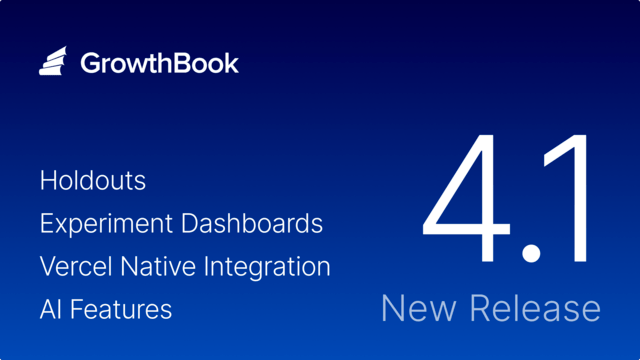 GrowthBook
Holdouts
Experiment Dashboards
Vercel Native Integration
AI Features
4.1
New Release